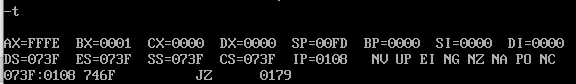 -t
AX=FFFE  BX=0001  CX=0000  DX=0000  SP=00FD  BP=0000  SI=0000  DI=0000
DS=073F  ES=073F  SS=073F  CS=073F  IP=0108   NV UP EI NG NZ NA PO NC
073F:0108 746F          JZ      0179